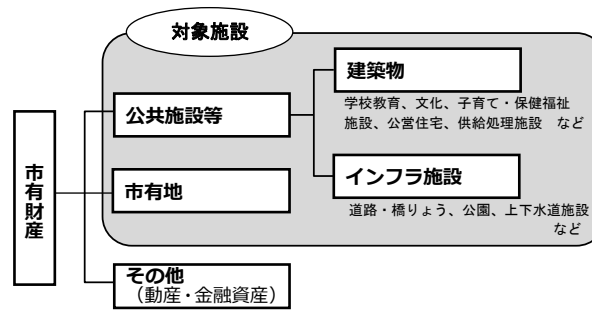 対象施設
建築物
学校教育、文化、子育て・保健福祉
施設、公営住宅、供給処理施設　など
公共施設等
市有財産
市有地
インフラ施設
道路・橋りょう、公園、上下水道施設
など
その他
（動産・金融資産）